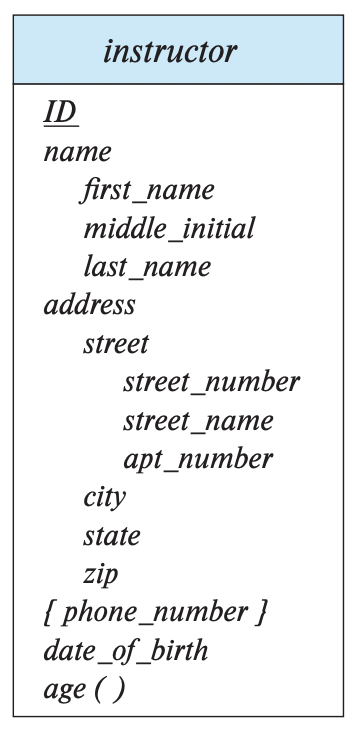 instructor
ID
name
first_name
middle_initial
last_name
address
street
street_number
street_name
apt_number
city
state
zip
{ phone_number }
date_of_birth
age ( )